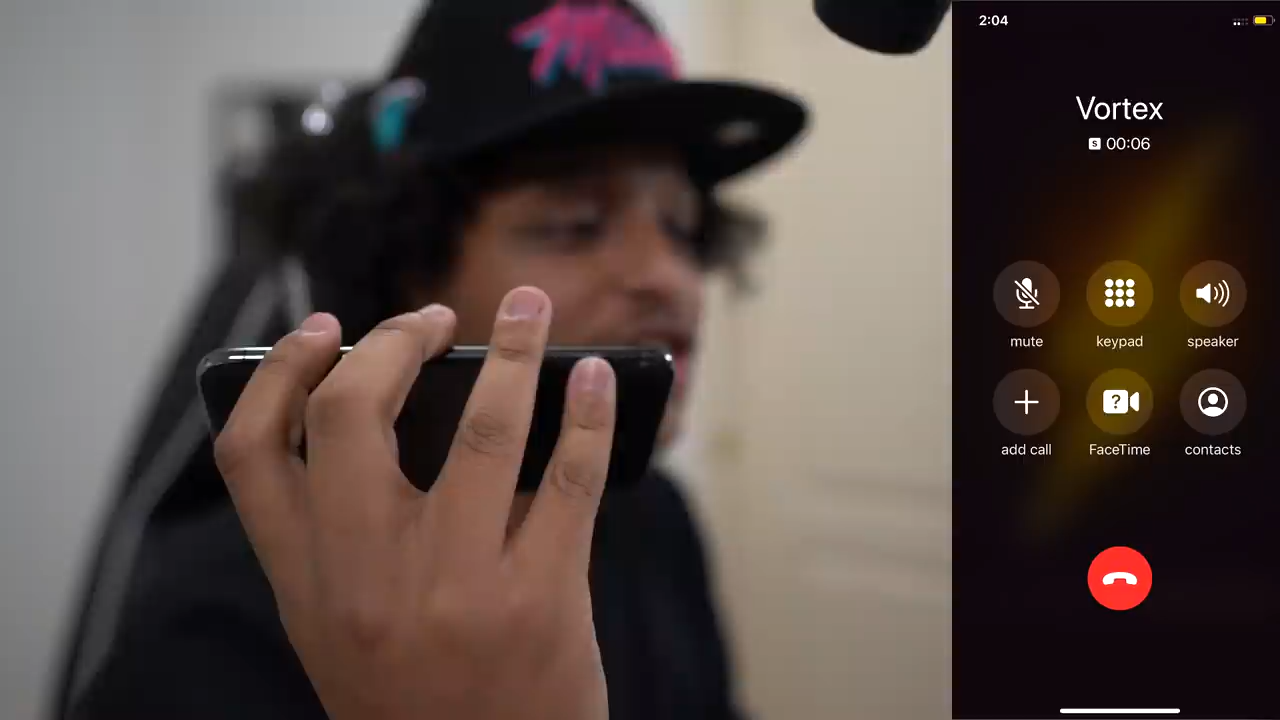 2:04
Vortex
S 00:06
mute keypad speaker
add call FaceTime contacts